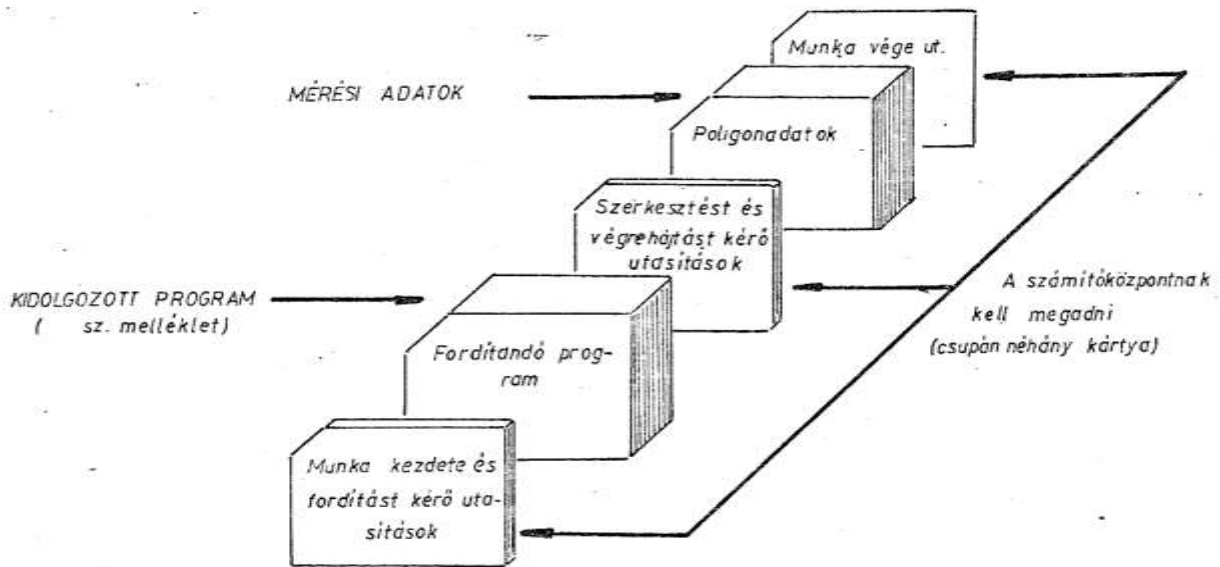 Munka vége ut.
MÉRÉSI ADATOK
Poligonadatok
Szerkesztést és
végrehajtást kérő
utasítások
KIDOLGOZOTT PROGRAM
( sz. melléklet)
A számítóközpontnak
kell megadni
(csupán néhány kártya)
Fordítandó prog-
ram
Munka kezdete és
fordítást kérő uta-
sítások